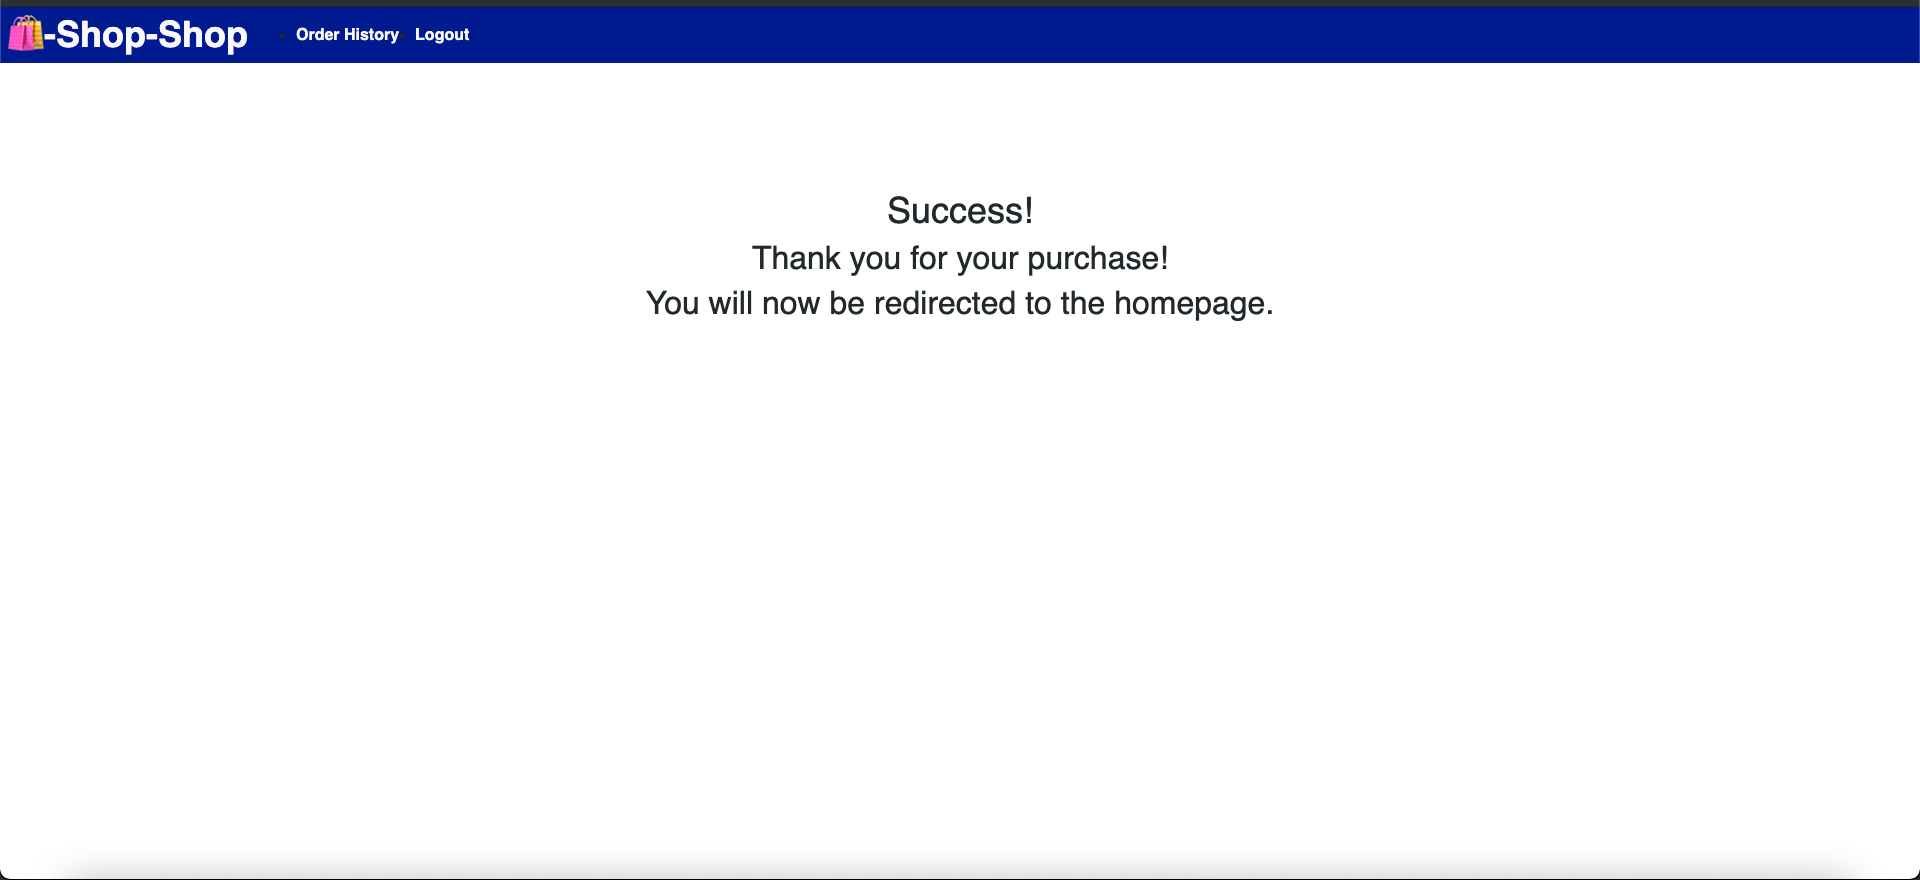 -Shop-Shop
Order History
Logout
Success!
Thank you for your purchase!
You will now be redirected to the homepage.